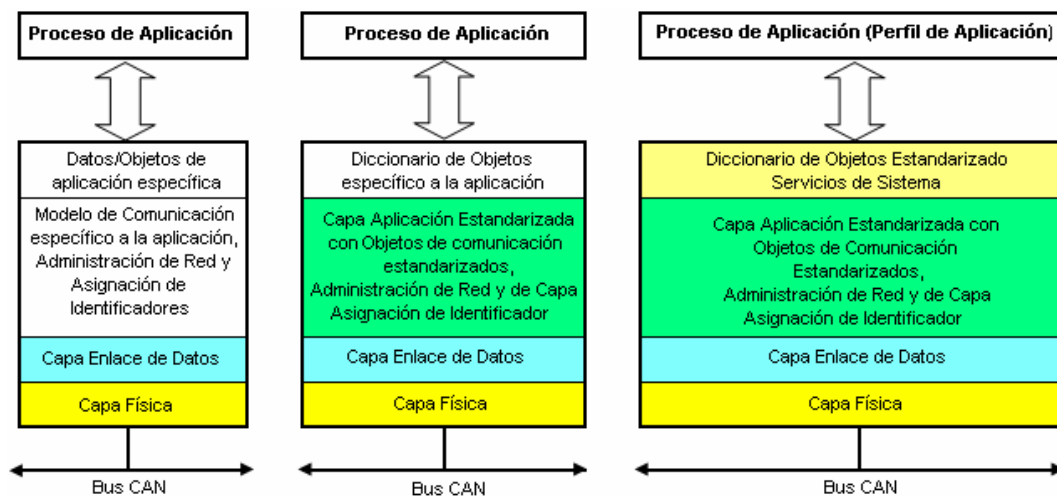 Proceso de Aplicación
Datos/Objetos de
aplicación específica
Modelo de Comunicación
específico a la aplicación,
Administración de Red y
Asignación de
Identificadores
Capa Enlace de Datos
Capa Física
Bus CAN
Proceso de Aplicación
Diccionario de Objetos
específico a la aplicación
Capa Aplicación Estandarizada
con Objetos de comunicación
estandarizados,
Administración de Red y de Capa
Asignación de Identificador
Capa Enlace de Datos
Capa Física
Bus CAN
Proceso de Aplicación (Perfil de Aplicación)
Diccionario de Objetos Estandarizado
Servicios de Sistema
Capa Aplicación Estandarizada con
Objetos de Comunicación
Estandarizados,
Administración de Red y de Capa
Asignación de Identificador
Capa Enlace de Datos
Capa Física
Bus CAN